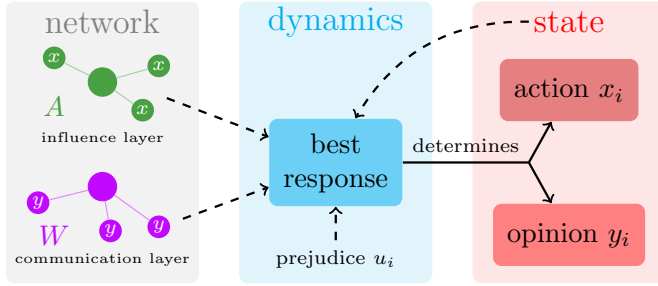 network
x
x
x
A
influence layer
y
y
y
W
communication layer
dynamics
best
response
prejudice u_i
determines
state
action x_i
opinion y_i